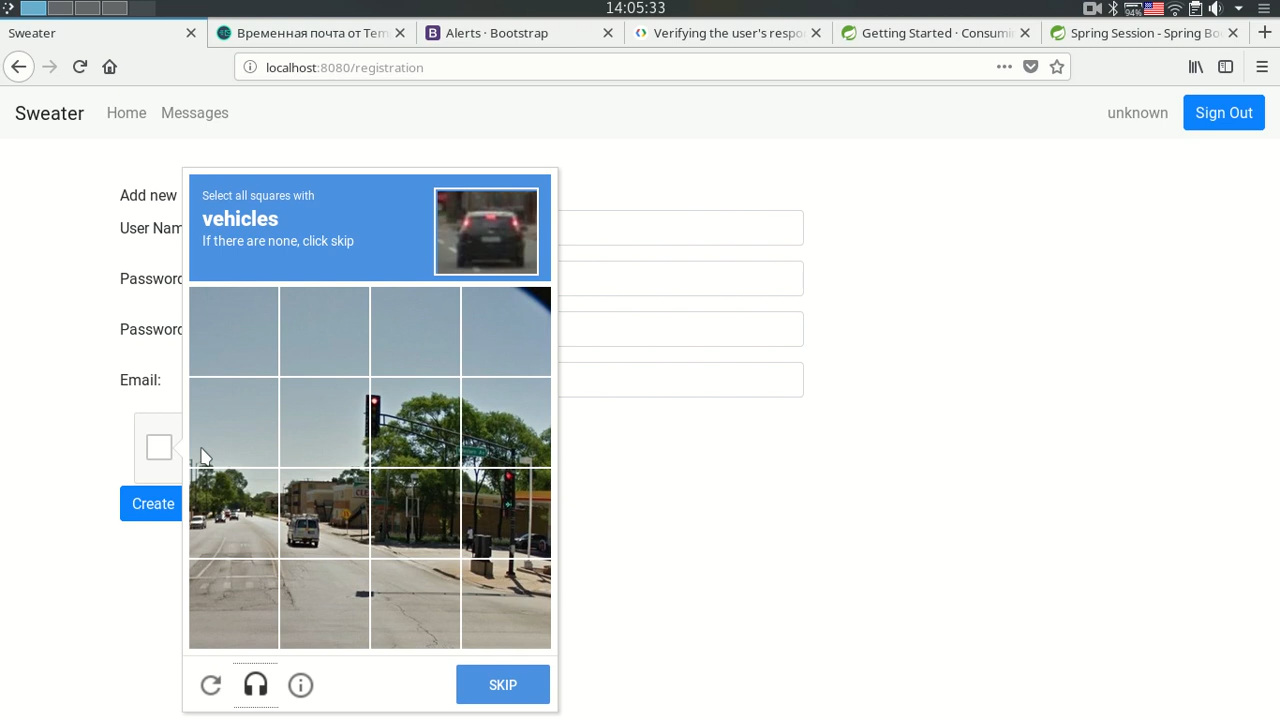 14:05:33
94%
Sweater
Временная почта от Tem
Alerts · Bootstrap
Verifying the user's respo
Getting Started · Consumin
Spring Session - Spring Bo
localhost:8080/registration
Sweater
Home
Messages
unknown
Sign Out
Add new
User Nam
Password
Password
Email:
Create
Select all squares with
vehicles
If there are none, click skip
SKIP